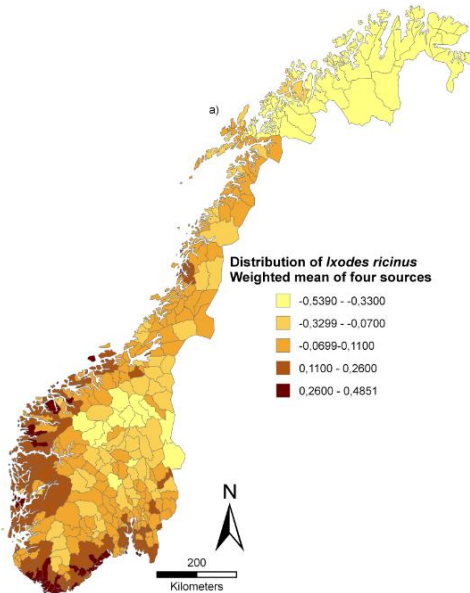 a)
Distribution of Ixodes ricinus
Weighted mean of four sources
-0,5390 - -0,3300
-0,3299 - -0,0700
-0,0699-0,1100
0,1100 - 0,2600
0,2600 - 0,4851
N
200
Kilometers